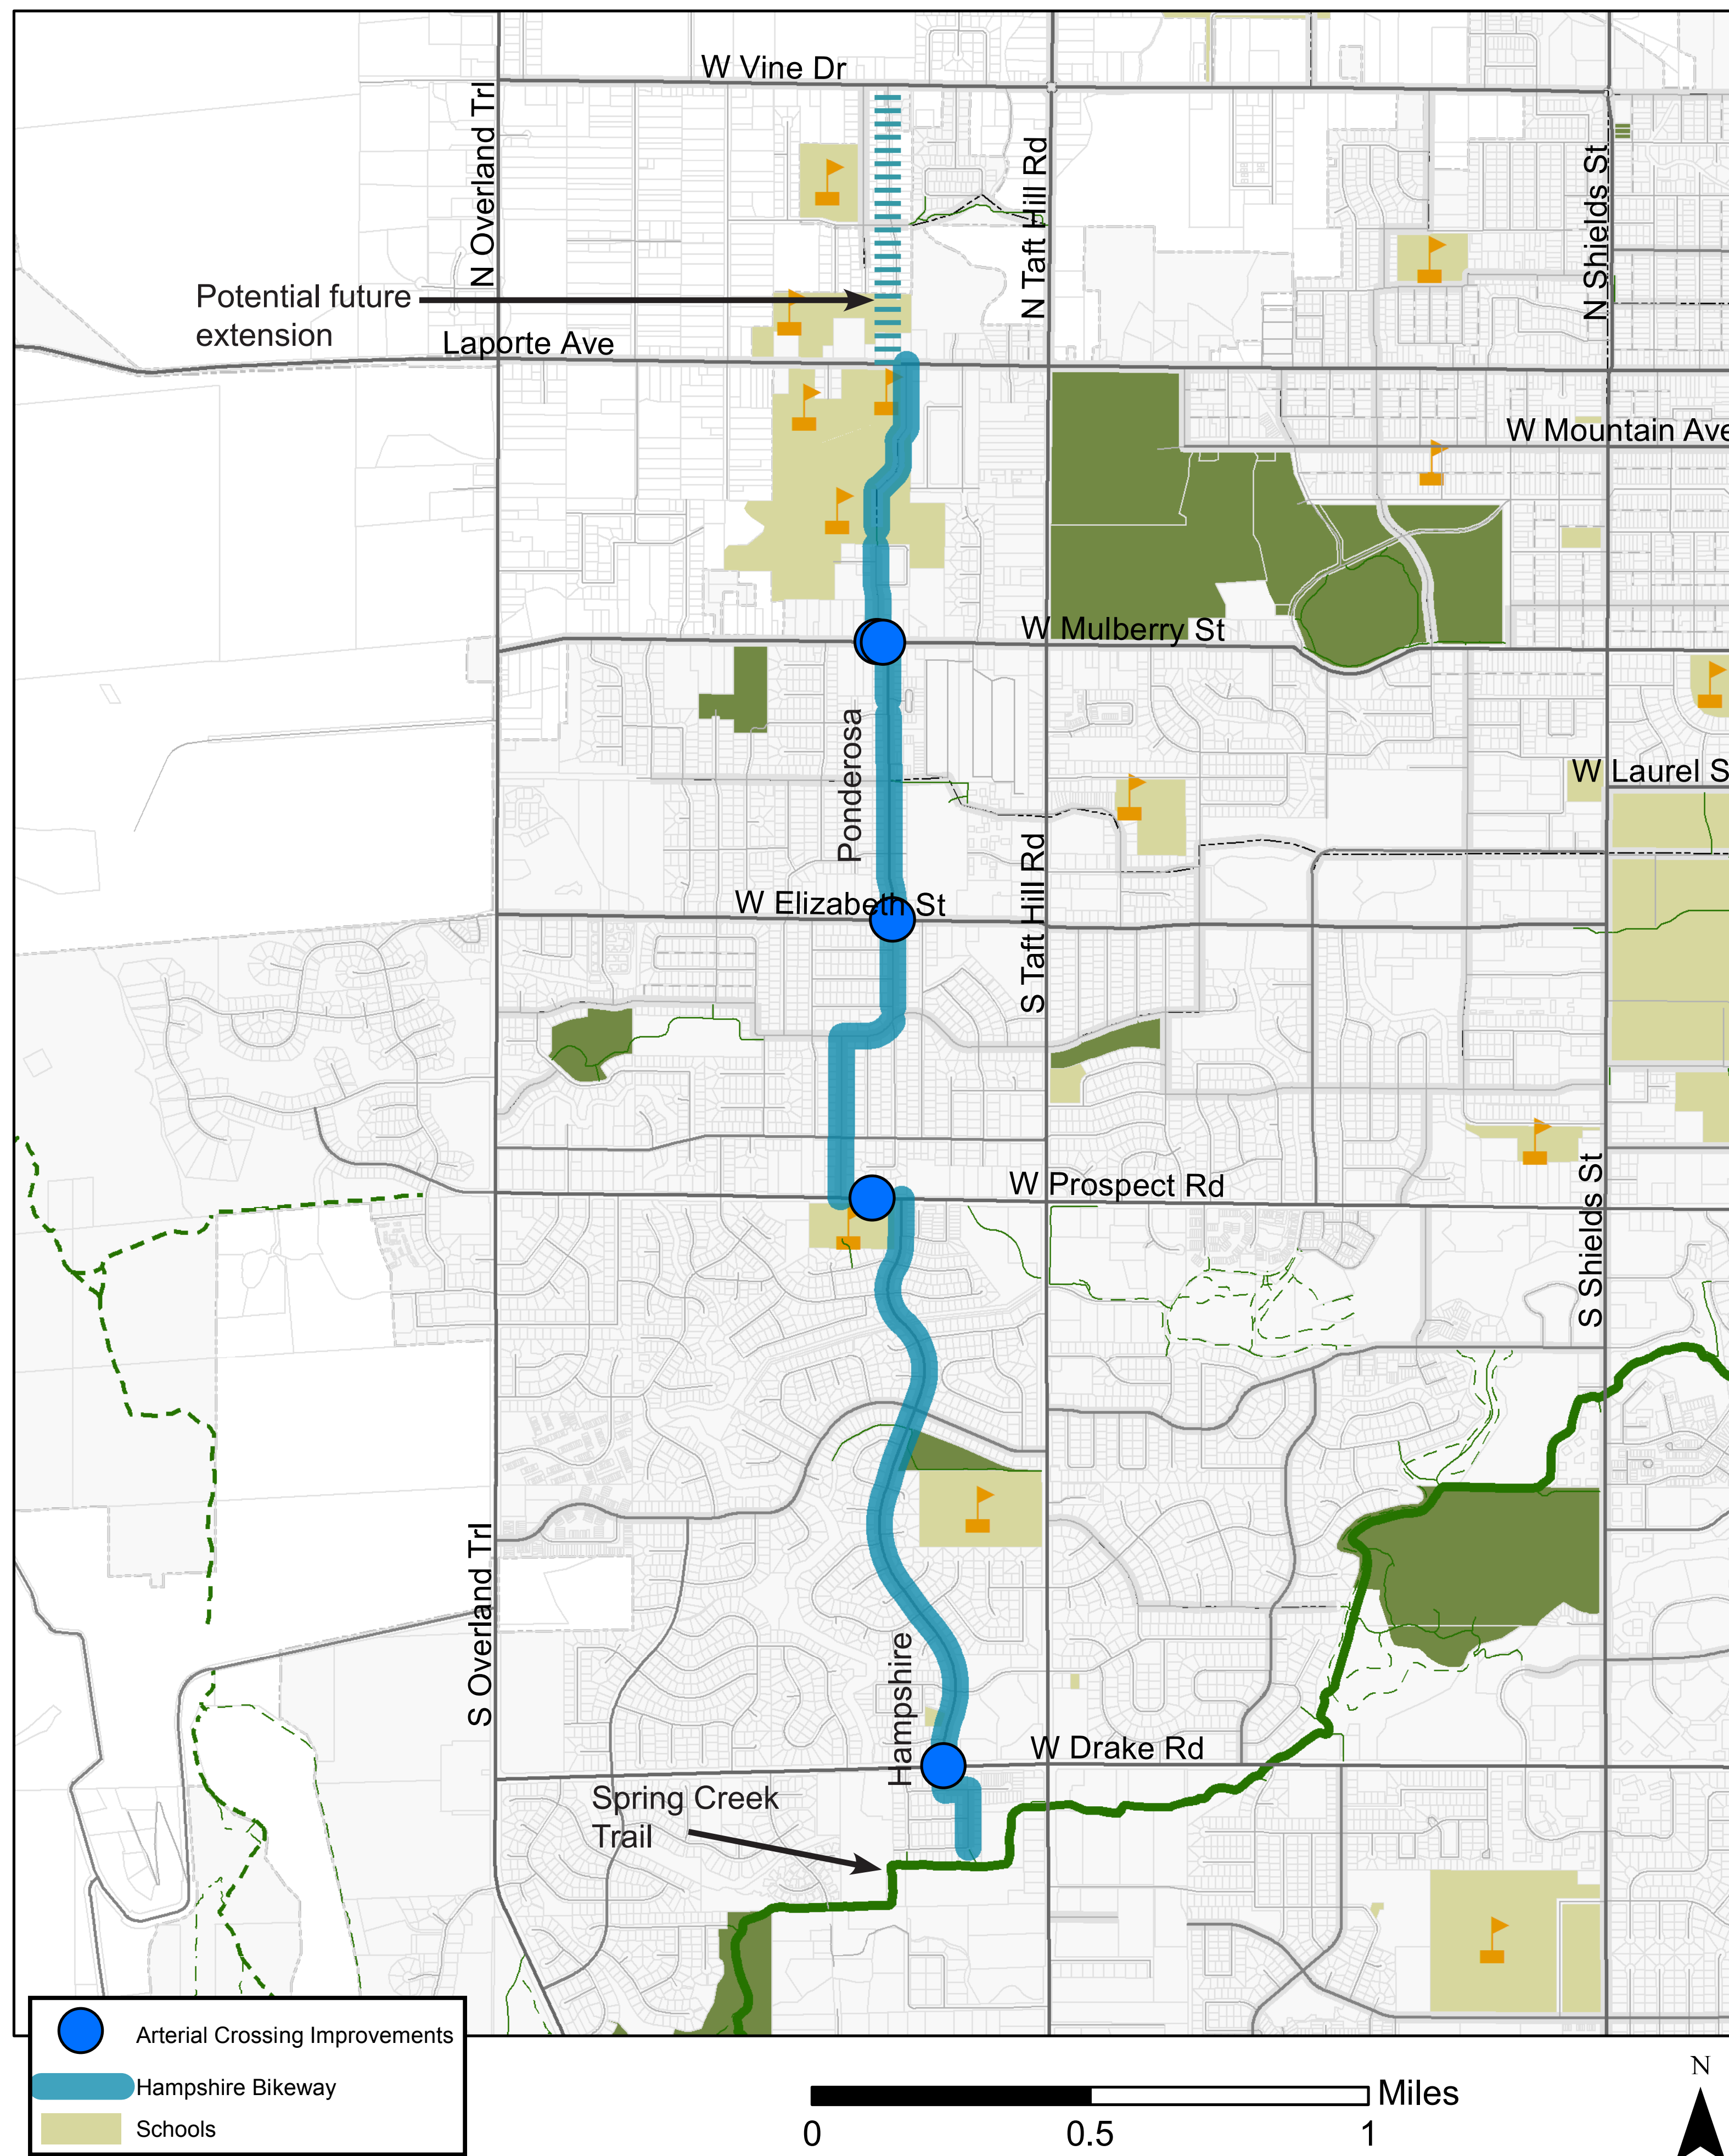 W Vine Dr
N Overland Trl
N Taft Hill Rd
N Shields St
Potential future
extension
Laporte Ave
W Mountain Ave
W Mulberry St
Ponderosa
W Laurel S
W Elizabeth St
S Taft Hill Rd
W Prospect Rd
S Shields St
S Overland Trl
Hampshire
W Drake Rd
Spring Creek
Trail
Arterial Crossing Improvements
Hampshire Bikeway
Schools
Miles
0 0.5 1
N